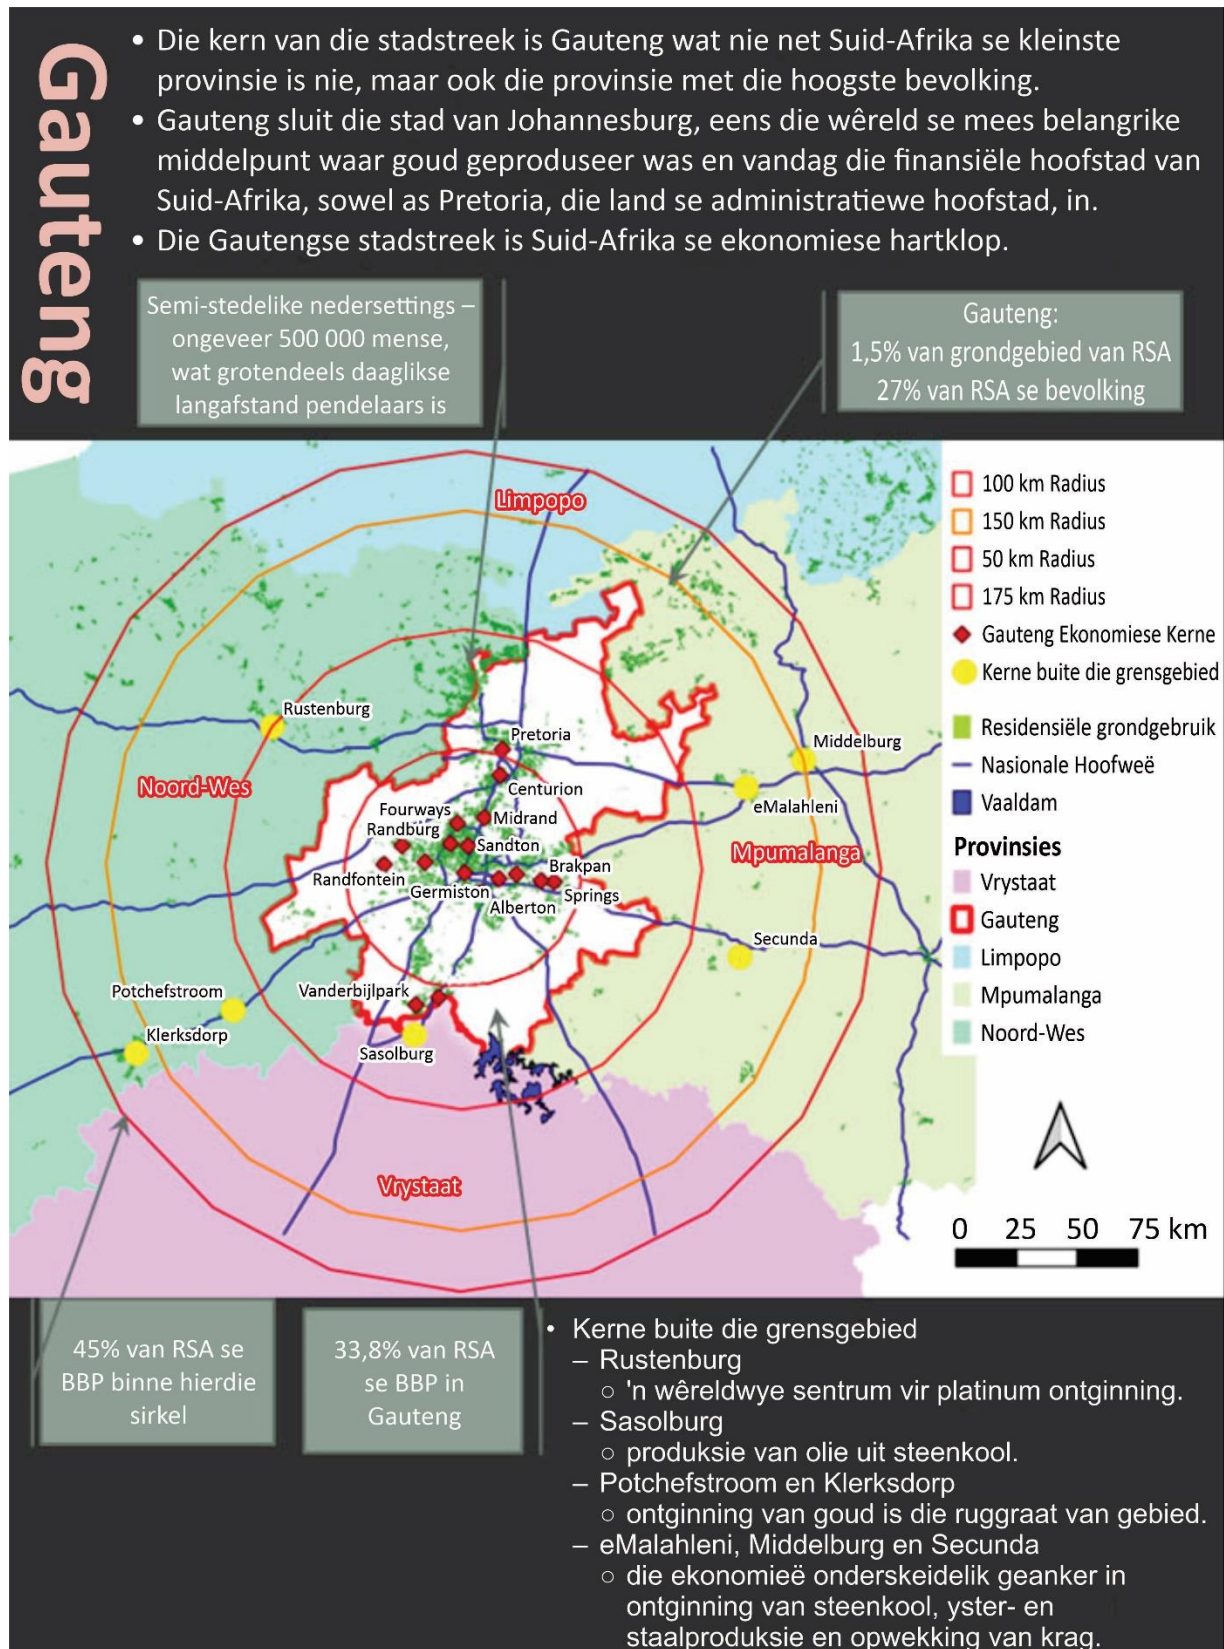 Gauteng
• Die kern van die stadstreek is Gauteng wat nie net Suid-Afrika se kleinste
provinsie is nie, maar ook die provinsie met die hoogste bevolking.
• Gauteng sluit die stad van Johannesburg, eens die wêreld se mees belangrike
middelpunt waar goud geproduseer was en vandag die finansiële hoofstad van
Suid-Afrika, sowel as Pretoria, die land se administratiewe hoofstad, in.
• Die Gautengse stadstreek is Suid-Afrika se ekonomiese hartklop.
Semi-stedelike nedersettings –
ongeveer 500 000 mense,
wat grotendeels daaglikse
langafstand pendelaars is
Gauteng:
1,5% van grondgebied van RSA
27% van RSA se bevolking
Limpopo
Rustenburg
Pretoria
Middelburg
Noord-Wes
Centurion
eMalahleni
Fourways
Midrand
Randburg
Sandton
Mpumalanga
Brakpan
Randfontein
Germiston
Springs
Alberton
Secunda
Potchefstroom
Vanderbijlpark
Klerksdorp
Sasolburg
Vrystaat
100 km Radius
150 km Radius
50 km Radius
175 km Radius
Gauteng Ekonomiese Kerne
Kerne buite die grensgebied
Residensiële grondgebruik
Nasionale Hoofweë
Vaaldam
Provinsies
Vrystaat
Gauteng
Limpopo
Mpumalanga
Noord-Wes
0 25 50 75 km
45% van RSA se
BBP binne hierdie
sirkel
33,8% van RSA
se BBP in
Gauteng
• Kerne buite die grensgebied
– Rustenburg
○ 'n wêreldwye sentrum vir platinum ontginning.
– Sasolburg
○ produksie van olie uit steenkool.
– Potchefstroom en Klerksdorp
○ ontginning van goud is die ruggraat van gebied.
– eMalahleni, Middelburg en Secunda
○ die ekonomieë onderskeidelik geanker in
ontginning van steenkool, yster- en
staalproduksie en opwekking van krag.